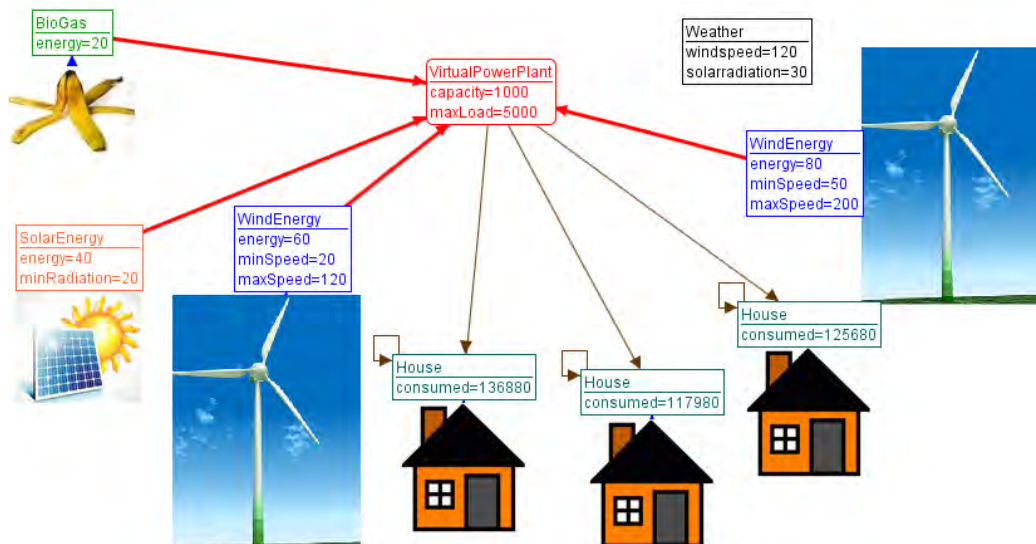 BioGas
energy=20
Weather
windspeed=120
solarradiation=30
VirtualPowerPlant
capacity=1000
maxLoad=5000
WindEnergy
energy=80
minSpeed=50
maxSpeed=200
SolarEnergy
energy=40
minRadiation=20
WindEnergy
energy=60
minSpeed=20
maxSpeed=120
House
consumed=125680
House
consumed=136880
House
consumed=117980